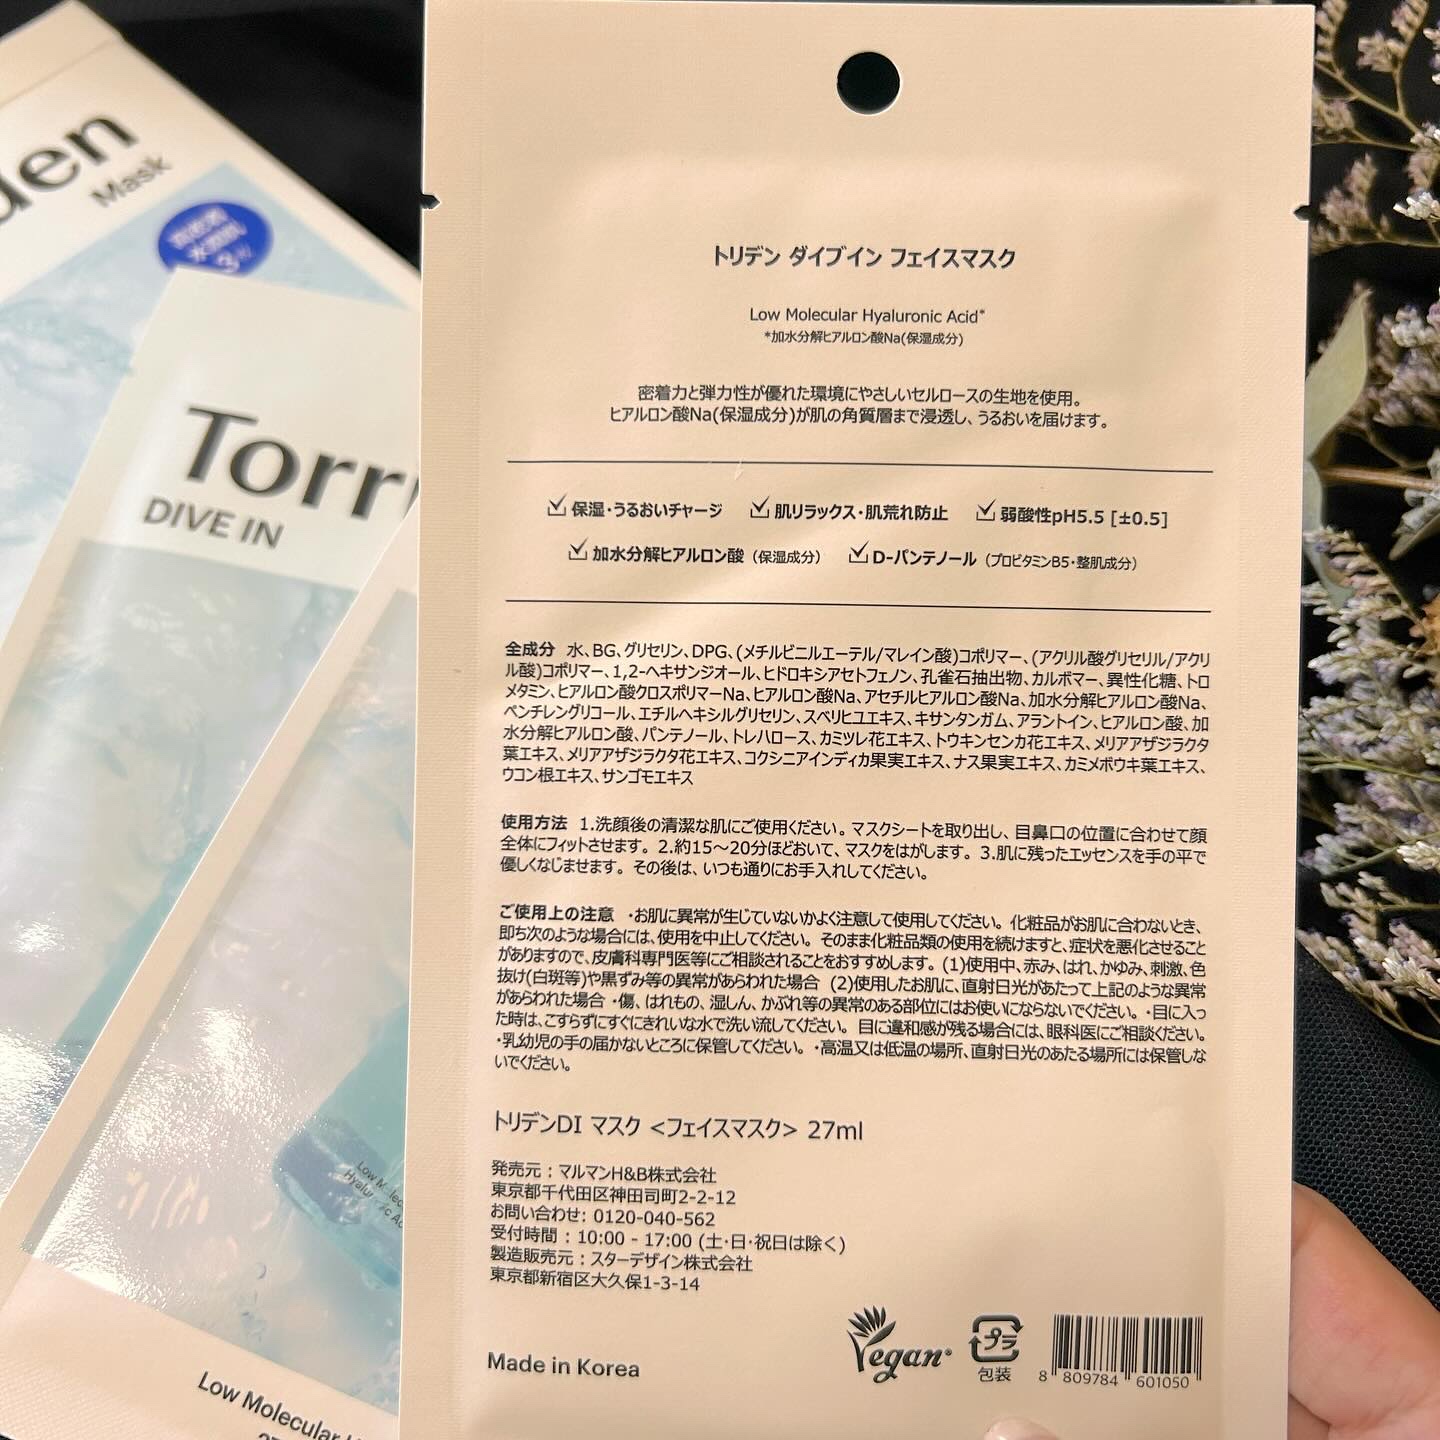 den
Mask
水
3
Torr
DIVE IN
Low Molec
Hyalur
Low Molecular
トリデン ダイブイン フェイスマスク
Low Molecular Hyaluronic Acid*
*加水分解ヒアルロン酸Na(保湿成分)
密着力と弾力性が優れた環境にやさしいセルロースの生地を使用。
ヒアルロン酸Na(保湿成分)が肌の角質層まで浸透し、うるおいを届けます。
保湿・うるおいチャージ 肌リラックス・肌荒れ防止 弱酸性pH5.5 [±0.5]
加水分解ヒアルロン酸 (保湿成分) D-パンテノール (プロビタミンB5・整肌成分)
全成分 水、BG、グリセリン、DPG、(メチルビニルエーテル/マレイン酸)コポリマー、(アクリル酸グリセリル/アクリ
ル酸)コポリマー、1,2-ヘキサンジオール、ヒドロキシアセトフェノン、孔雀石抽出物、カルボマー、異性化糖、トロ
メタミン、ヒアルロン酸クロスポリマーNa、ヒアルロン酸Na、アセチルヒアルロン酸Na、加水分解ヒアルロン酸Na、
ペンチレングリコール、エチルヘキシルグリセリン、スベリヒユエキス、キサンタンガム、アラントイン、ヒアルロン酸、加
水分解ヒアルロン酸、パンテノール、トレハロース、カミツレ花エキス、トウキンセンカ花エキス、メリアアザジラクタ
葉エキス、メリアアザジラクタ花エキス、コクシニアインディカ果実エキス、ナス果実エキス、カミメボウキ葉エキス、
ウコン根エキス、サンゴモエキス
使用方法 1.洗顔後の清潔な肌にご使用ください。マスクシートを取り出し、目鼻口の位置に合わせて顔
全体にフィットさせます。2.約15～20分ほどおいて、マスクをはがします。3.肌に残ったエッセンスを手の平で
優しくなじませます。その後は、いつも通りにお手入れしてください。
ご使用上の注意 ・お肌に異常が生じていないかよく注意して使用してください。化粧品がお肌に合わないとき、
即ち次のような場合には、使用を中止してください。そのまま化粧品類の使用を続けますと、症状を悪化させること
がありますので、皮膚科専門医等にご相談されることをおすすめします。(1)使用中、赤み、はれ、かゆみ、刺激、色
抜け(白斑等)や黒ずみ等の異常があらわれた場合 (2)使用したお肌に、直射日光があたって上記のような異常
があらわれた場合 ・傷、はれもの、湿しん、かぶれ等の異常のある部位にはお使いにならないでください。・目に入っ
た時は、こすらずにすぐにきれいな水で洗い流してください。目に違和感が残る場合には、眼科医にご相談ください。
・乳幼児の手の届かないところに保管してください。・高温又は低温の場所、直射日光のあたる場所には保管しな
いでください。
トリデンDI マスク <フェイスマスク> 27ml
発売元：マルマンH&B株式会社
東京都千代田区神田司町2-2-12
お問い合わせ: 0120-040-562
受付時間：10:00 - 17:00 (土・日・祝日は除く)
製造販売元：スターデザイン株式会社
東京都新宿区大久保1-3-14
Made in Korea
Vegan
プラ
包装
8 809784 601050